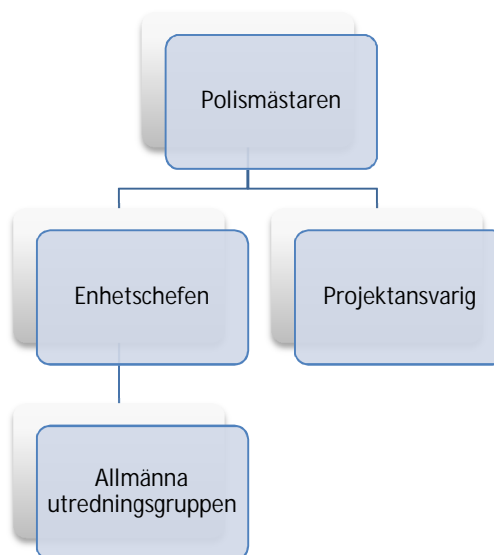 Polismästaren
Enhetschefen
Projektansvarig
Allmänna
utredningsgruppen